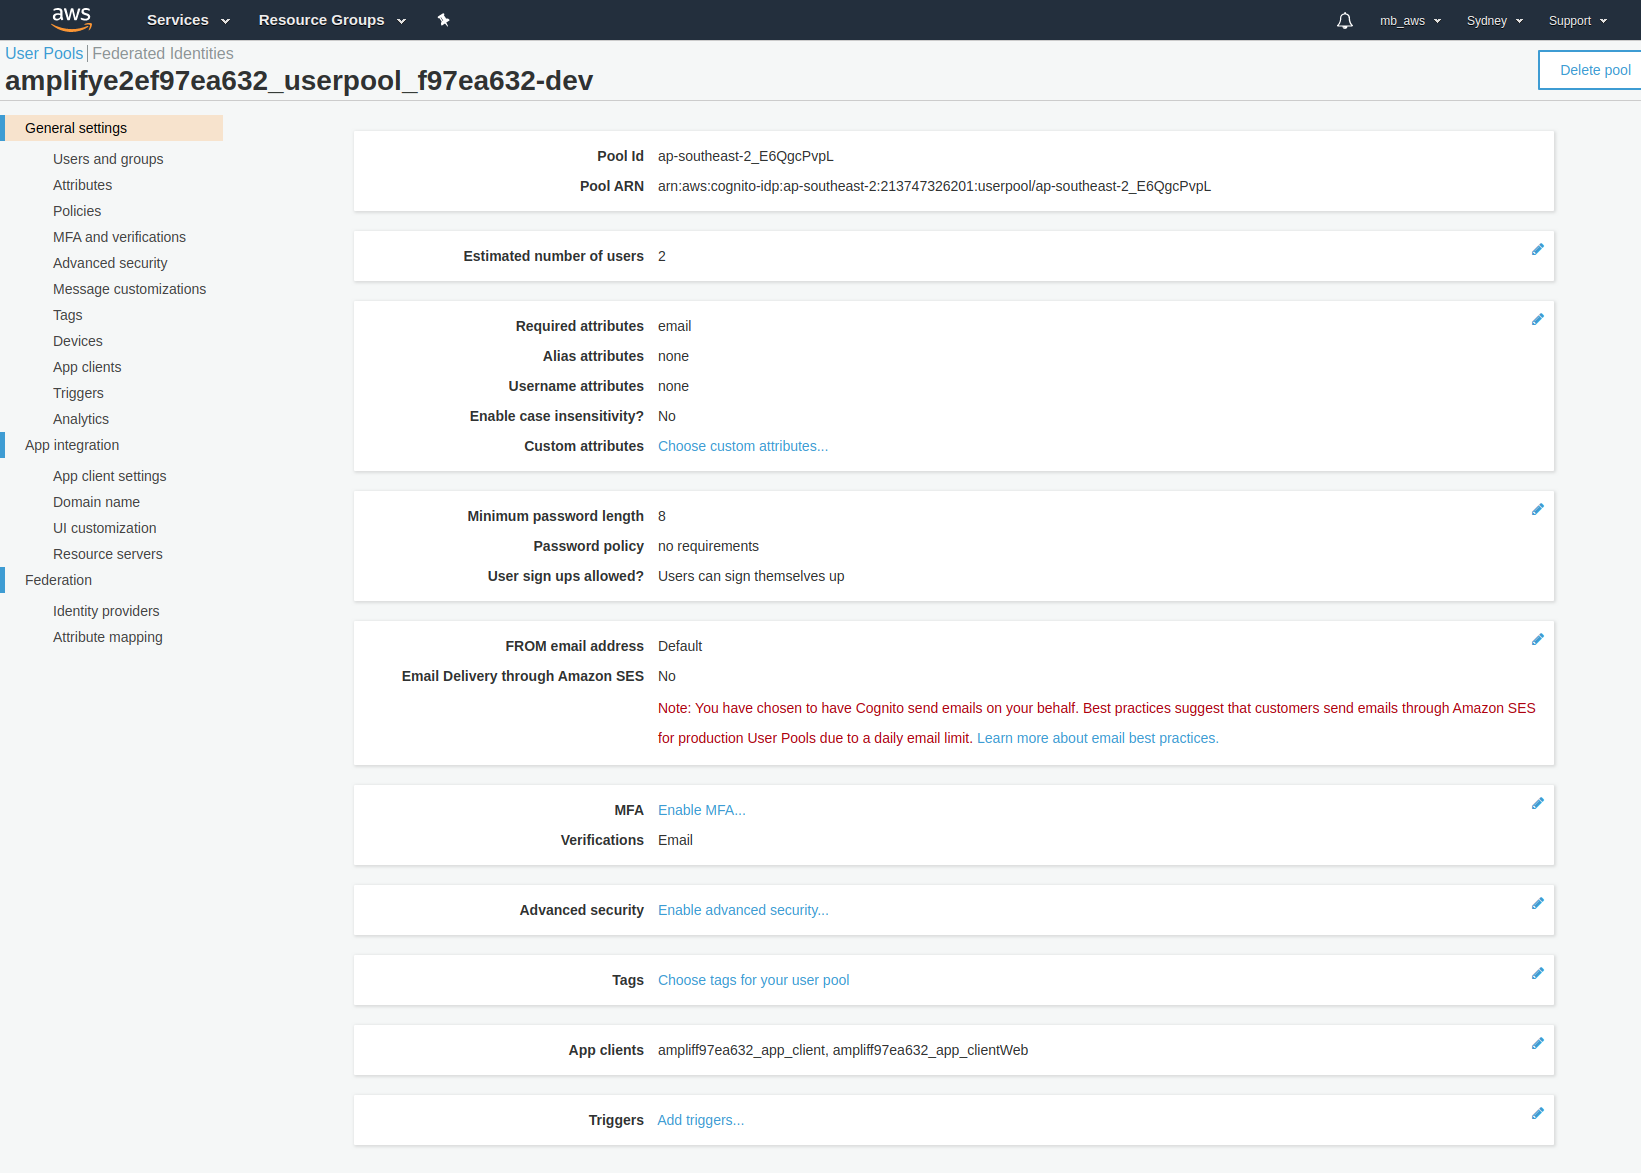 aws Services Resource Groups mb_aws Sydney Support
User Pools | Federated Identities
amplifye2ef97ea632_userpool_f97ea632-dev
Delete pool
General settings
Users and groups
Attributes
Policies
MFA and verifications
Advanced security
Message customizations
Tags
Devices
App clients
Triggers
Analytics
App integration
App client settings
Domain name
UI customization
Resource servers
Federation
Identity providers
Attribute mapping
Pool Id ap-southeast-2_E6QgcPvpL
Pool ARN arn:aws:cognito-idp:ap-southeast-2:213747326201:userpool/ap-southeast-2_E6QgcPvpL
Estimated number of users 2
Required attributes email
Alias attributes none
Username attributes none
Enable case insensitivity? No
Custom attributes Choose custom attributes...
Minimum password length 8
Password policy no requirements
User sign ups allowed? Users can sign themselves up
FROM email address Default
Email Delivery through Amazon SES No
Note: You have chosen to have Cognito send emails on your behalf. Best practices suggest that customers send emails through Amazon SES
for production User Pools due to a daily email limit. Learn more about email best practices.
MFA Enable MFA...
Verifications Email
Advanced security Enable advanced security...
Tags Choose tags for your user pool
App clients ampliff97ea632_app_client, ampliff97ea632_app_clientWeb
Triggers Add triggers...